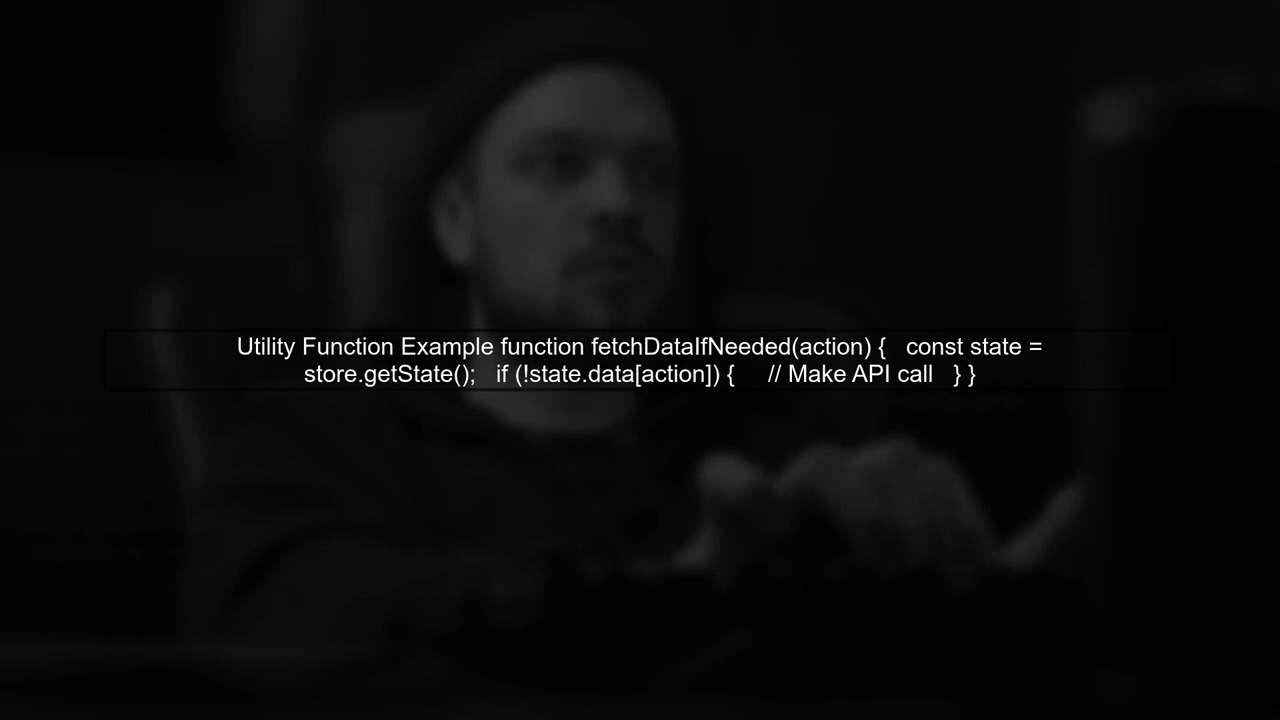 Utility Function Example function fetchDataIfNeeded(action) {   const state =
store.getState();   if (!state.data[action]) {     // Make API call   } }